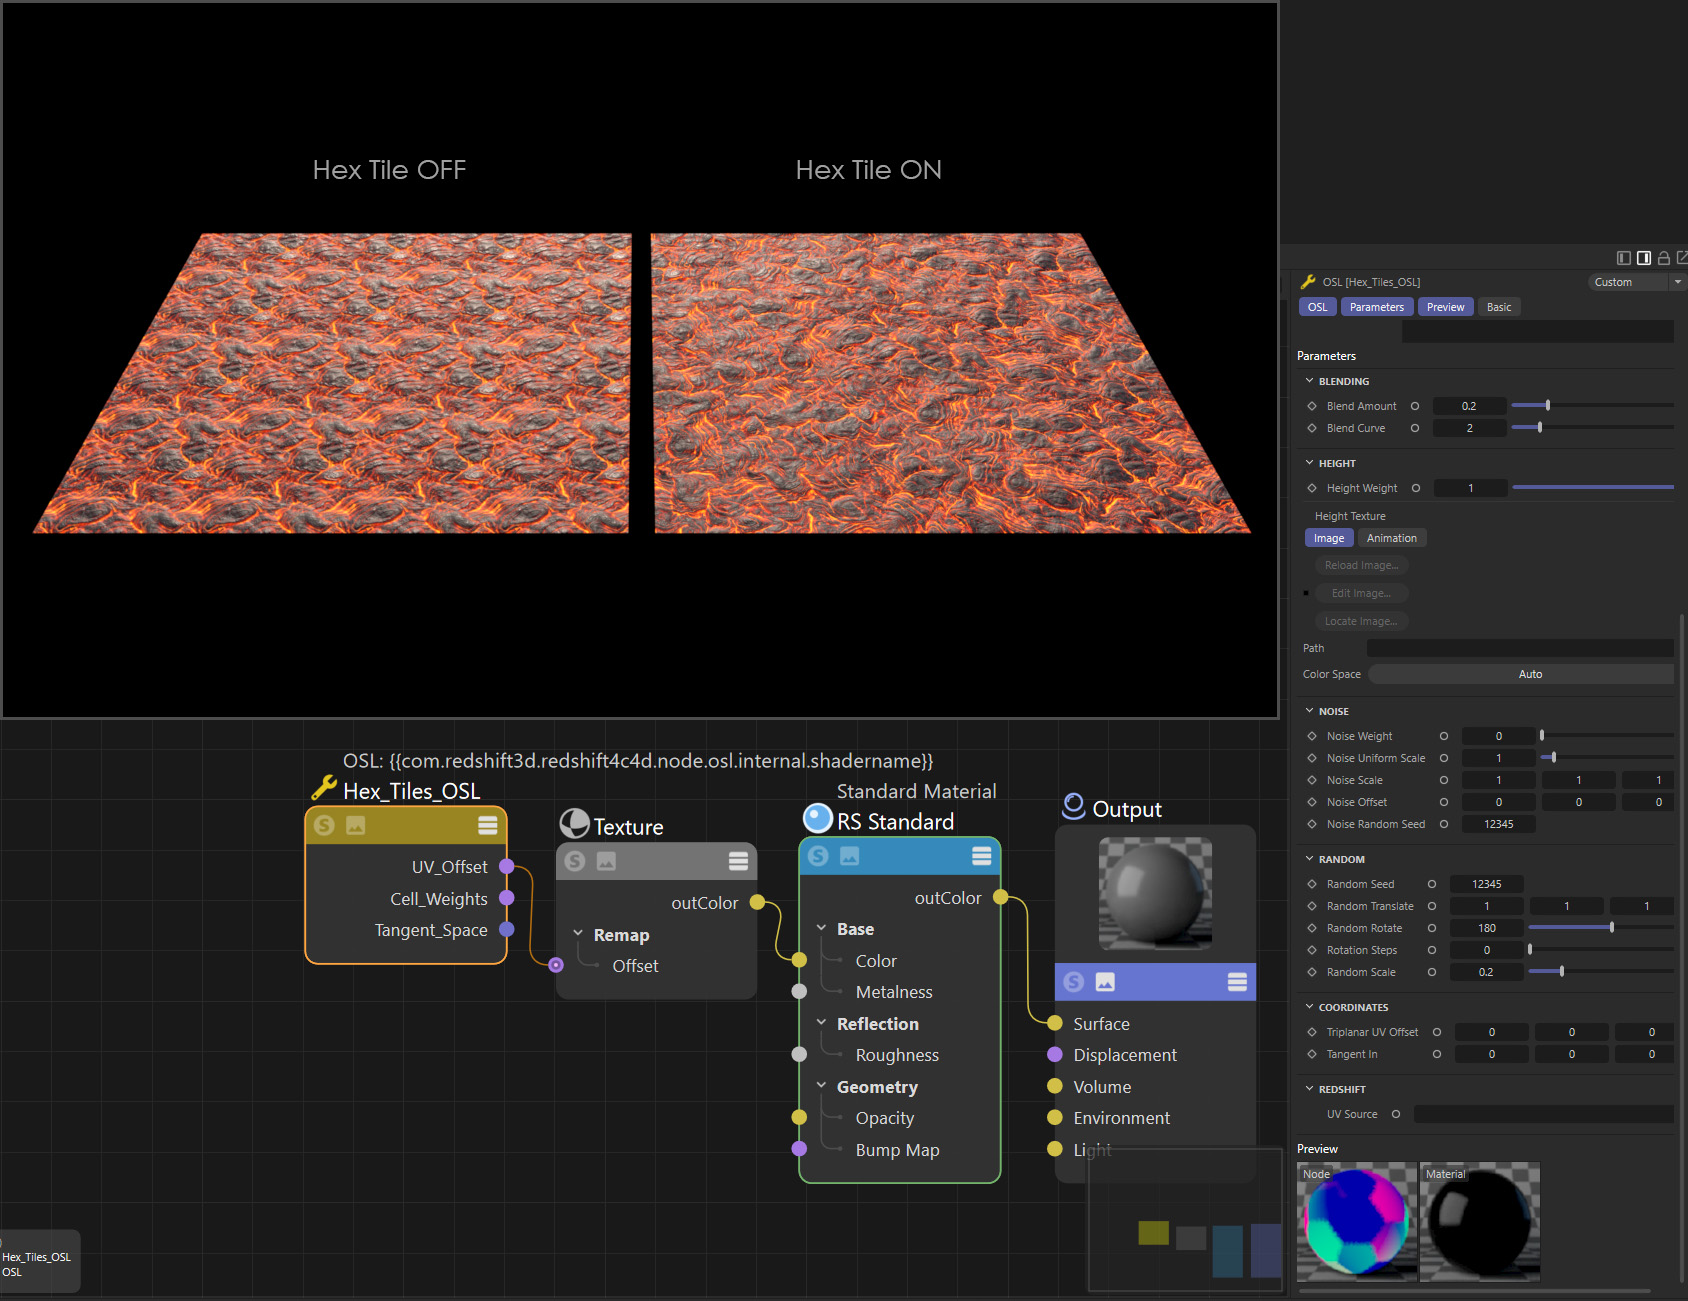 Hex Tile OFF
Hex Tile ON
OSL [Hex_Tiles_OSL]
Custom
OSL
Parameters
Preview
Basic
Parameters
BLENDING
Blend Amount 0.2
Blend Curve 2
HEIGHT
Height Weight 1
Height Texture
Image
Animation
Reload Image...
Edit Image...
Locate Image...
Path
Color Space Auto
NOISE
Noise Weight 0
Noise Uniform Scale 1
Noise Scale 1 1 1
Noise Offset 0 0 0
Noise Random Seed 12345
RANDOM
Random Seed 12345
Random Translate 1 1 1
Random Rotate 180
Rotation Steps 0
Random Scale 0.2
COORDINATES
Triplanar UV Offset 0 0 0
Tangent In 0 0 0
REDSHIFT
UV Source
Preview
Node
Material
OSL: {{com.redshift3d.redshift4c4d.node.osl.internal.shadername}}
Hex_Tiles_OSL
S
UV_Offset
Cell_Weights
Tangent_Space
Texture
S
outColor
Remap
Offset
Standard Material
RS Standard
S
outColor
Base
Color
Metalness
Reflection
Roughness
Geometry
Opacity
Bump Map
Output
S
Surface
Displacement
Volume
Environment
Light
Hex_Tiles_OSL
OSL